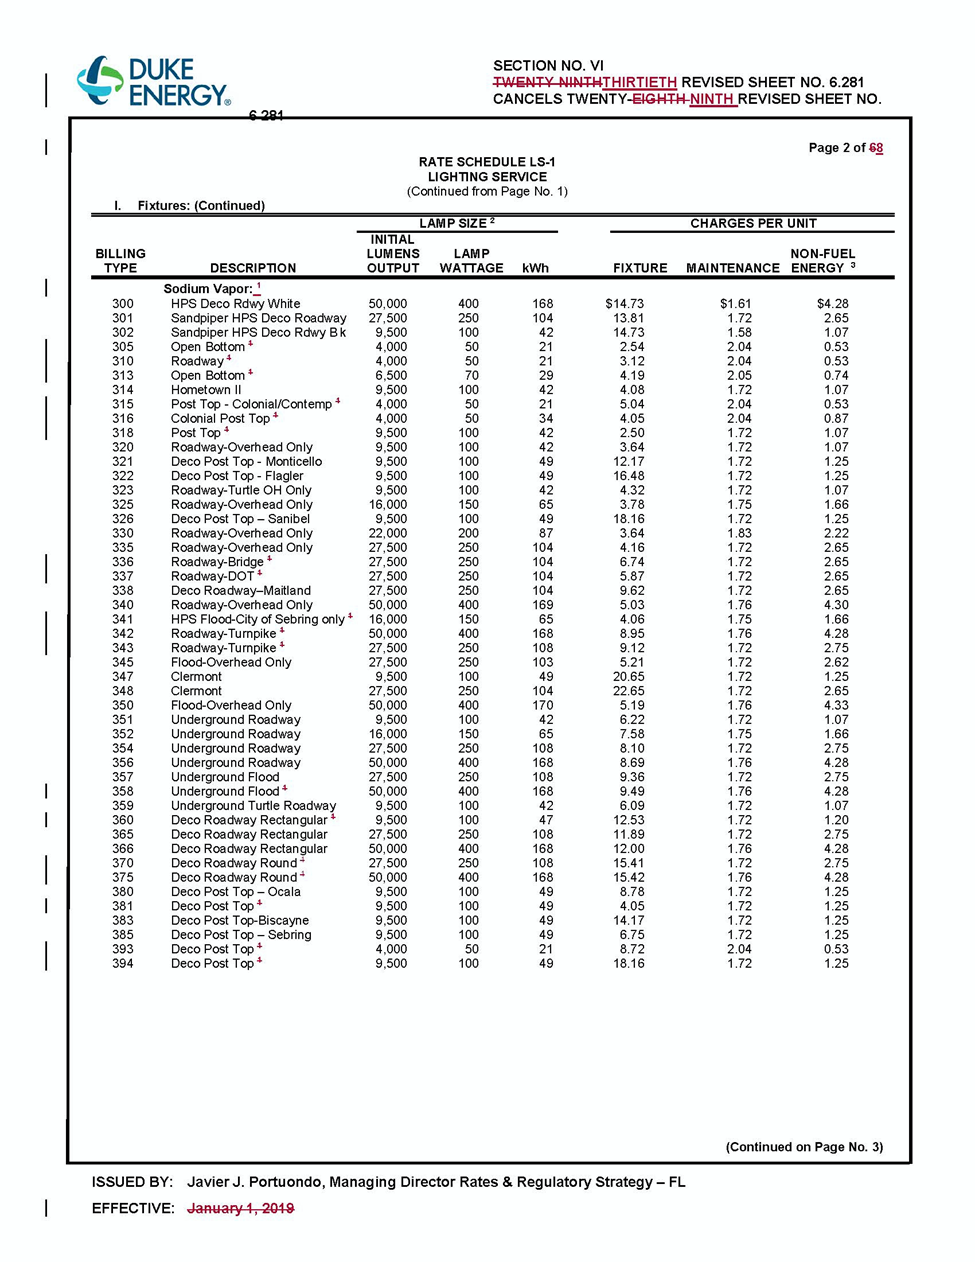 DUKE
ENERGY®
SECTION NO. VI
TWENTY-NINTHTHIRTIETH REVISED SHEET NO. 6.281
CANCELS TWENTY-EIGHTH NINTH REVISED SHEET NO.
6.281
Page 2 of 68
RATE SCHEDULE LS-1
LIGHTING SERVICE
(Continued from Page No. 1)
I. Fixtures: (Continued)
LAMP SIZE 2 CHARGES PER UNIT
INITIAL
BILLING LUMENS LAMP NON-FUEL
TYPE DESCRIPTION OUTPUT WATTAGE kWh FIXTURE MAINTENANCE ENERGY 3
Sodium Vapor: 1
300 HPS Deco Rdwy White 50,000 400 168 $14.73 $1.61 $4.28
301 Sandpiper HPS Deco Roadway 27,500 250 104 13.81 1.72 2.65
302 Sandpiper HPS Deco Rdwy Bk 9,500 100 42 14.73 1.58 1.07
305 Open Bottom 1 4,000 50 21 2.54 2.04 0.53
310 Roadway 1 4,000 50 21 3.12 2.04 0.53
313 Open Bottom 1 6,500 70 29 4.19 2.05 0.74
314 Hometown II 9,500 100 42 4.08 1.72 1.07
315 Post Top - Colonial/Contemp 1 4,000 50 21 5.04 2.04 0.53
316 Colonial Post Top 1 4,000 50 34 4.05 2.04 0.87
318 Post Top 1 9,500 100 42 2.50 1.72 1.07
320 Roadway-Overhead Only 9,500 100 42 3.64 1.72 1.07
321 Deco Post Top - Monticello 9,500 100 49 12.17 1.72 1.25
322 Deco Post Top - Flagler 9,500 100 49 16.48 1.72 1.25
323 Roadway-Turtle OH Only 9,500 100 42 4.32 1.72 1.07
325 Roadway-Overhead Only 16,000 150 65 3.78 1.75 1.66
326 Deco Post Top – Sanibel 9,500 100 49 18.16 1.72 1.25
330 Roadway-Overhead Only 22,000 200 87 3.64 1.83 2.22
335 Roadway-Overhead Only 27,500 250 104 4.16 1.72 2.65
336 Roadway-Bridge 1 27,500 250 104 6.74 1.72 2.65
337 Roadway-DOT 1 27,500 250 104 5.87 1.72 2.65
338 Deco Roadway–Maitland 27,500 250 104 9.62 1.72 2.65
340 Roadway-Overhead Only 50,000 400 169 5.03 1.76 4.30
341 HPS Flood-City of Sebring only 1 16,000 150 65 4.06 1.75 1.66
342 Roadway-Turnpike 1 50,000 400 168 8.95 1.76 4.28
343 Roadway-Turnpike 1 27,500 250 108 9.12 1.72 2.75
345 Flood-Overhead Only 27,500 250 103 5.21 1.72 2.62
347 Clermont 9,500 100 49 20.65 1.72 1.25
348 Clermont 27,500 250 104 22.65 1.72 2.65
350 Flood-Overhead Only 50,000 400 170 5.19 1.76 4.33
351 Underground Roadway 9,500 100 42 6.22 1.72 1.07
352 Underground Roadway 16,000 150 65 7.58 1.75 1.66
354 Underground Roadway 27,500 250 108 8.10 1.72 2.75
356 Underground Roadway 50,000 400 168 8.69 1.76 4.28
357 Underground Flood 27,500 250 108 9.36 1.72 2.75
358 Underground Flood 1 50,000 400 168 9.49 1.76 4.28
359 Underground Turtle Roadway 9,500 100 42 6.09 1.72 1.07
360 Deco Roadway Rectangular 1 9,500 100 47 12.53 1.72 1.20
365 Deco Roadway Rectangular 27,500 250 108 11.89 1.72 2.75
366 Deco Roadway Rectangular 50,000 400 168 12.00 1.76 4.28
370 Deco Roadway Round 1 27,500 250 108 15.41 1.72 2.75
375 Deco Roadway Round 1 50,000 400 168 15.42 1.76 4.28
380 Deco Post Top – Ocala 9,500 100 49 8.78 1.72 1.25
381 Deco Post Top 1 9,500 100 49 4.05 1.72 1.25
383 Deco Post Top-Biscayne 9,500 100 49 14.17 1.72 1.25
385 Deco Post Top – Sebring 9,500 100 49 6.75 1.72 1.25
393 Deco Post Top 1 4,000 50 21 8.72 2.04 0.53
394 Deco Post Top 1 9,500 100 49 18.16 1.72 1.25
(Continued on Page No. 3)
ISSUED BY: Javier J. Portuondo, Managing Director Rates & Regulatory Strategy – FL
EFFECTIVE: January 1, 2019